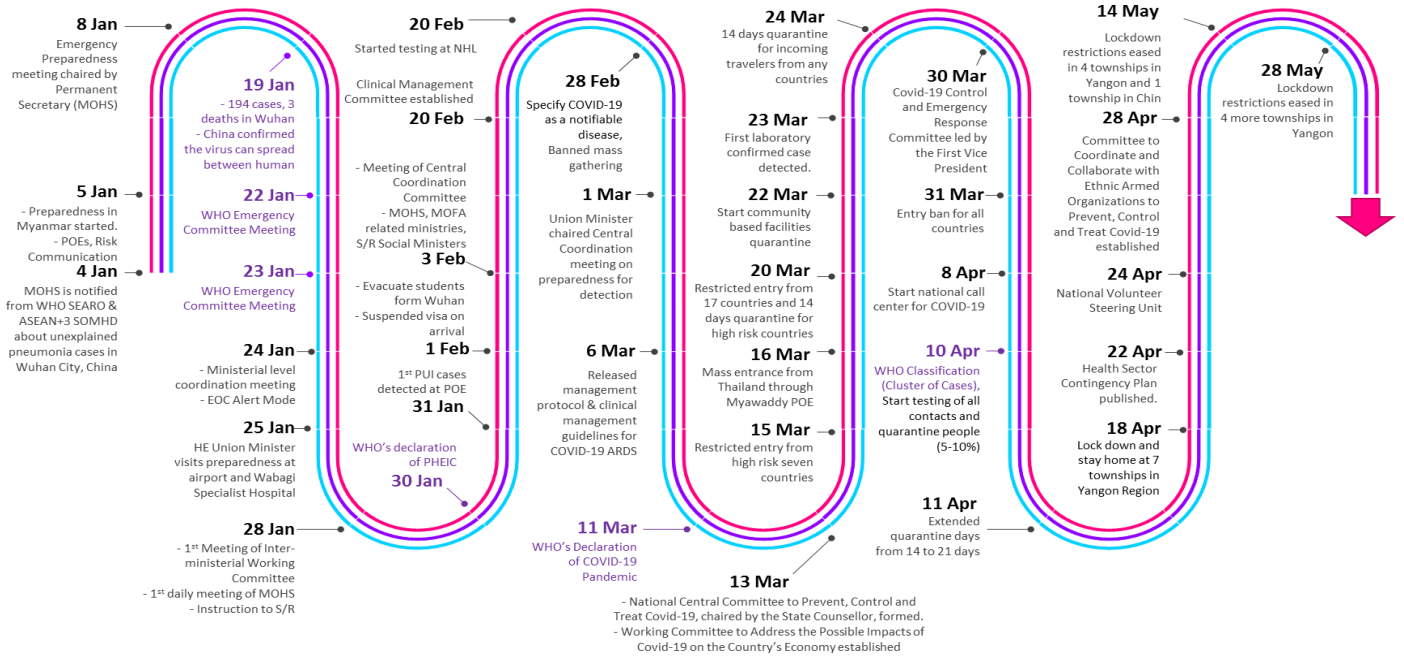 8 Jan
Emergency
Preparedness
meeting chaired by
Permanent
Secretary (MOHS)
5 Jan
- Preparedness in
Myanmar started.
- POEs, Risk
Communication
4 Jan
MOHS is notified
from WHO SEARO &
ASEAN+3 SOMHD
about unexplained
pneumonia cases in
Wuhan City, China
19 Jan
- 194 cases, 3
deaths in Wuhan
- China confirmed
the virus can spread
between human
22 Jan
WHO Emergency
Committee Meeting
23 Jan
WHO Emergency
Committee Meeting
24 Jan
- Ministerial level
coordination meeting
- EOC Alert Mode
25 Jan
HE Union Minister
visits preparedness at
airport and Wabagi
Specialist Hospital
28 Jan
- 1st Meeting of Inter-
ministerial Working
Committee
- 1st daily meeting of MOHS
- Instruction to S/R
20 Feb
Started testing at NHL
Clinical Management
Committee established
20 Feb
- Meeting of Central
Coordination
Committee
- MOHS, MOFA
related ministries,
S/R Social Ministers
3 Feb
- Evacuate students
form Wuhan
- Suspended visa on
arrival
1 Feb
1st PUI cases
detected at POE
31 Jan
WHO's declaration
of PHEIC
30 Jan
28 Feb
Specify COVID-19
as a notifiable
disease,
Banned mass
gathering
1 Mar
Union Minister
chaired Central
Coordination
meeting on
preparedness for
detection
6 Mar
Released
management
protocol & clinical
management
guidelines for
COVID-19 ARDS
11 Mar
WHO's Declaration
of COVID-19
Pandemic
24 Mar
14 days quarantine
for incoming
travelers from any
countries
23 Mar
First laboratory
confirmed case
detected.
22 Mar
Start community
based facilities
quarantine
20 Mar
Restricted entry from
17 countries and 14
days quarantine for
high risk countries
16 Mar
Mass entrance from
Thailand through
Myawaddy POE
15 Mar
Restricted entry from
high risk seven
countries
13 Mar
- National Central Committee to Prevent, Control and
Treat Covid-19, chaired by the State Counsellor, formed.
- Working Committee to Address the Possible Impacts of
Covid-19 on the Country's Economy established
30 Mar
Covid-19 Control
and Emergency
Response
Committee led by
the First Vice
President
31 Mar
Entry ban for all
countries
8 Apr
Start national call
center for COVID-19
10 Apr
WHO Classification
(Cluster of Cases),
Start testing of all
contacts and
quarantine people
(5-10%)
11 Apr
Extended
quarantine days
from 14 to 21 days
14 May
Lockdown
restrictions eased
in 4 townships in
Yangon and 1
township in Chin
28 Apr
Committee to
Coordinate and
Collaborate with
Ethnic Armed
Organizations to
Prevent, Control
and Treat Covid-19
established
24 Apr
National Volunteer
Steering Unit
22 Apr
Health Sector
Contingency Plan
published.
18 Apr
Lock down and
stay home at 7
townships in
Yangon Region
28 May
Lockdown
restrictions eased in
4 more townships in
Yangon